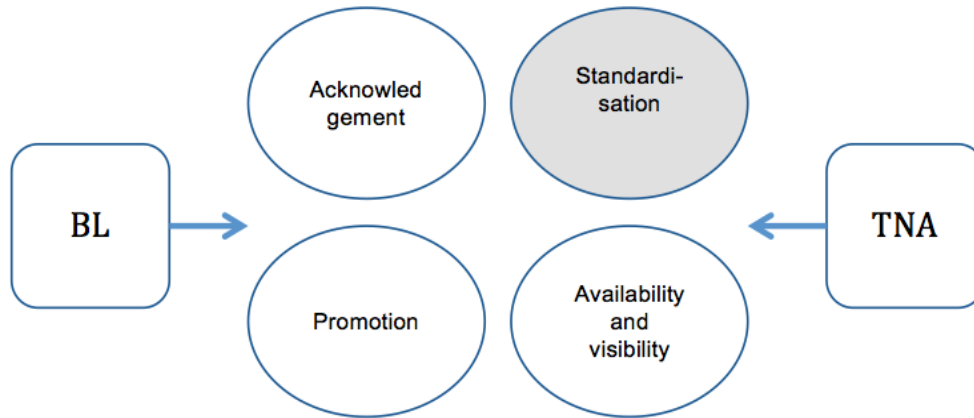 Acknowled
gement
Standardi-
sation
BL
TNA
Promotion
Availability
and
visibility